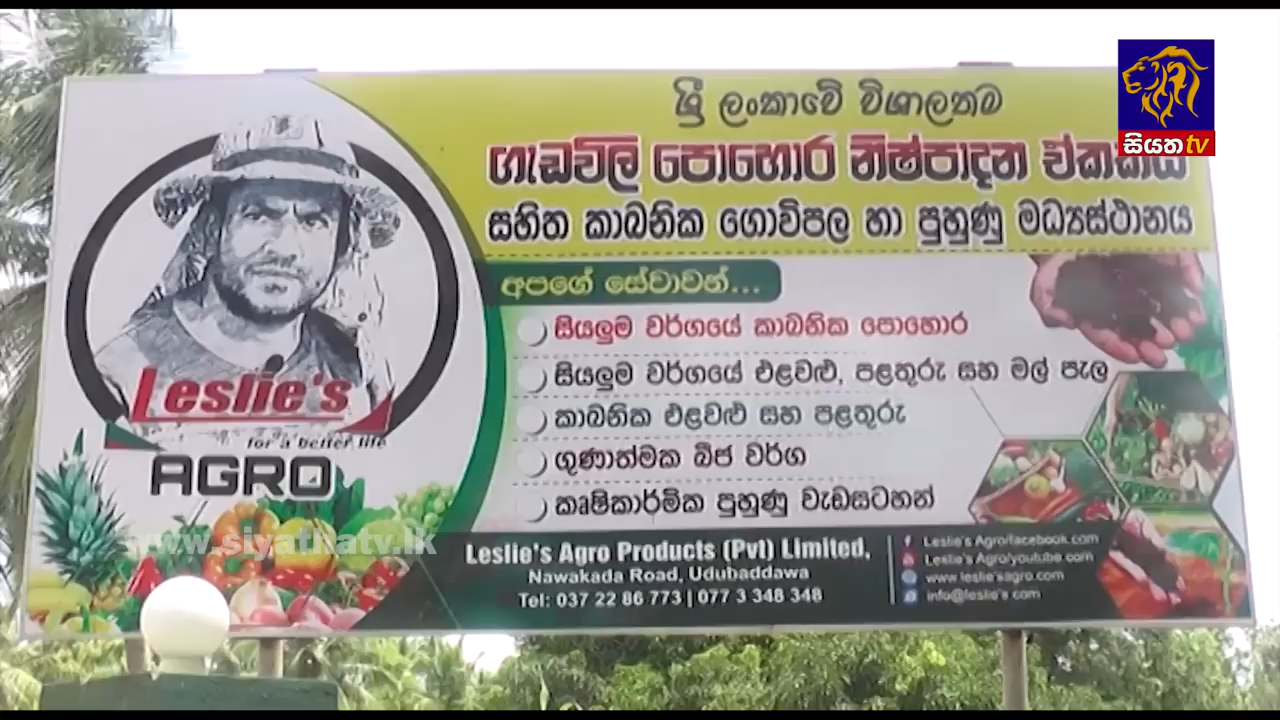 ශ්‍රී ලංකාවේ විශාලතම
ගැඩවිලි පොහොර නිෂ්පාදන ඒකකය
සහිත කාබනික ගොවිපල හා පුහුණු මධ්‍යස්ථානය
අපගේ සේවාවන්...
සියලුම වර්ගයේ කාබනික පොහොර
සියලුම වර්ගයේ එළවළු, පළතුරු සහ මල් පැල
කාබනික එළවළු සහ පළතුරු
ගුණාත්මක බීජ වර්ග
කෘෂිකාර්මික පුහුණු වැඩසටහන්
Leslie's
for a better life
AGRO
Leslie's Agro Products (Pvt) Limited,
Nawakada Road, Udubaddawa
Tel: 037 22 86 773 | 077 3 348 348
Leslie's Agro/facebook.com
Leslie's Agro/youtube.com
www.leslie'sagro.com
info@leslie's com
සියත tv
www.siyathatv.lk